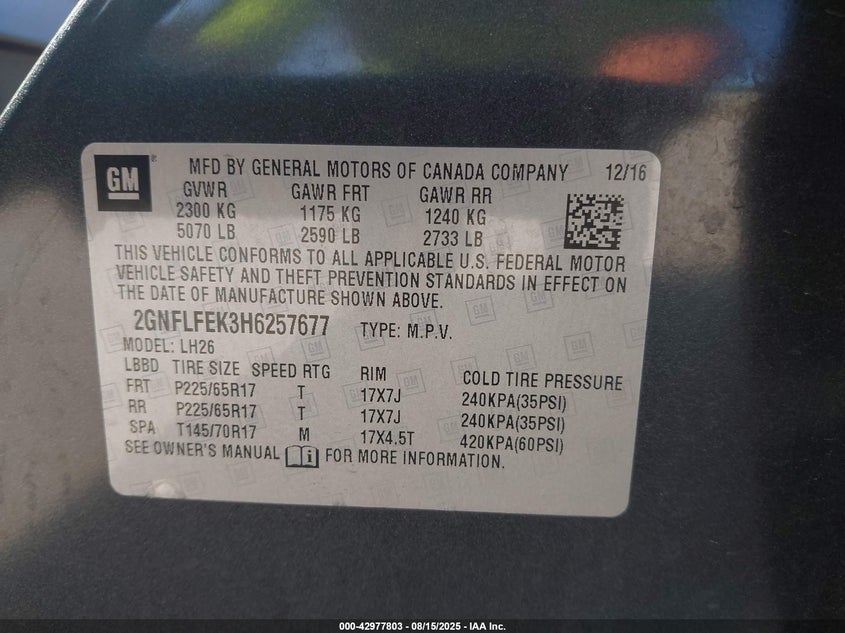 GM
MFD BY GENERAL MOTORS OF CANADA COMPANY 12/16
GVWR GAWR FRT GAWR RR
2300 KG 1175 KG 1240 KG
5070 LB 2590 LB 2733 LB
THIS VEHICLE CONFORMS TO ALL APPLICABLE U.S. FEDERAL MOTOR
VEHICLE SAFETY AND THEFT PREVENTION STANDARDS IN EFFECT ON
THE DATE OF MANUFACTURE SHOWN ABOVE.
2GNFLFEK3H6257677 TYPE: M.P.V.
MODEL: LH26
LBBD TIRE SIZE SPEED RTG RIM COLD TIRE PRESSURE
FRT P225/65R17 T 17X7J 240KPA(35PSI)
RR P225/65R17 T 17X7J 240KPA(35PSI)
SPA T145/70R17 M 17X4.5T 420KPA(60PSI)
SEE OWNER'S MANUAL FOR MORE INFORMATION.
000-42977803 - 08/15/2025 - IAA Inc.